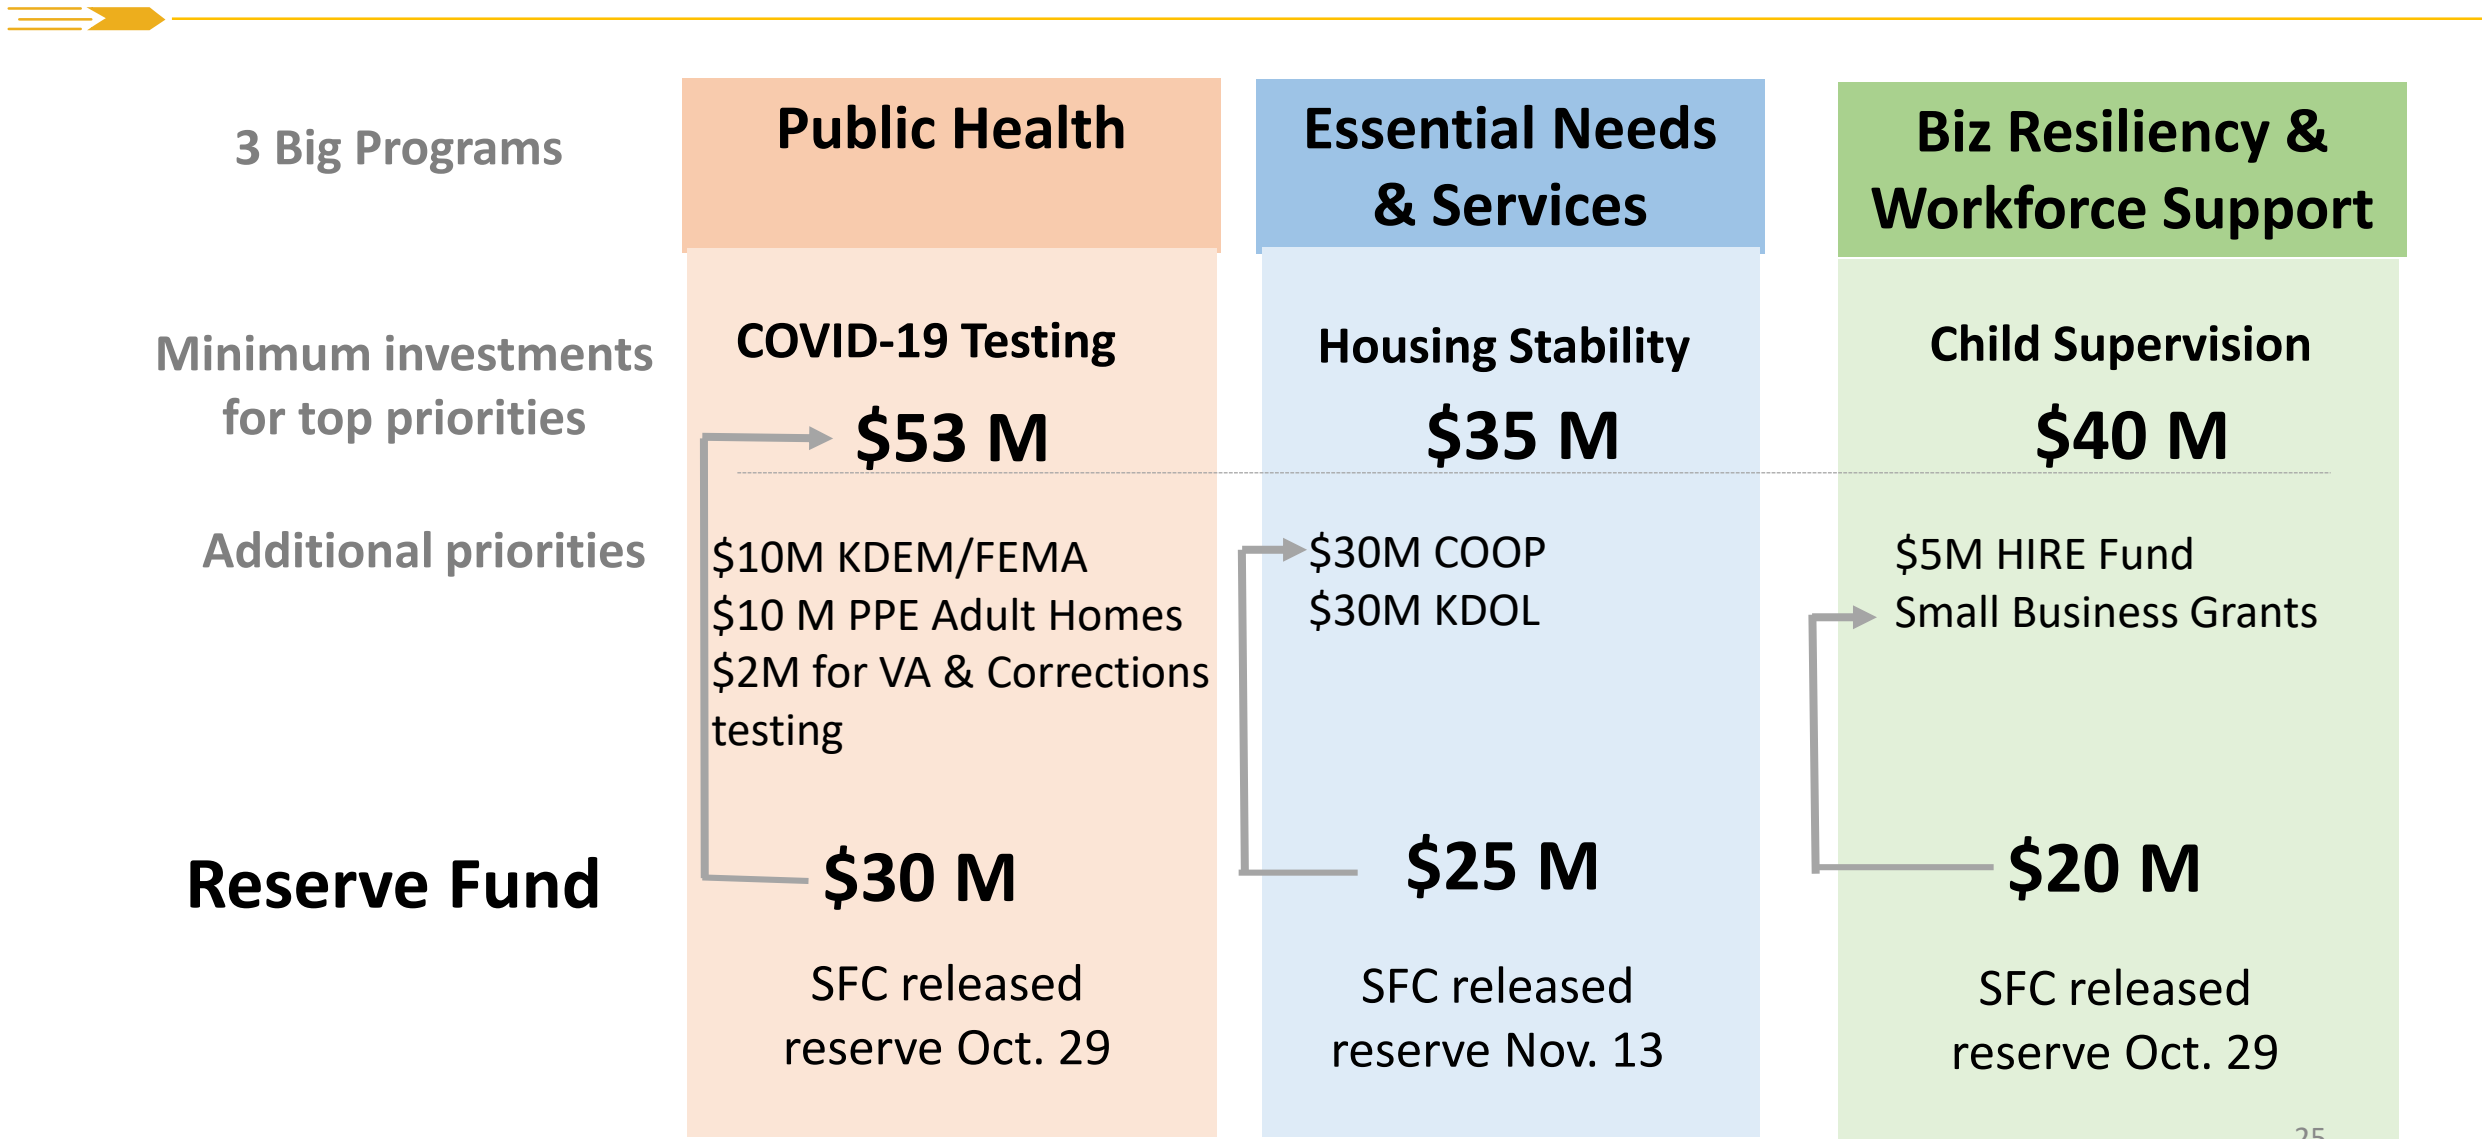 3 Big Programs
Public Health
Essential Needs
& Services
Biz Resiliency &
Workforce Support
Minimum investments
for top priorities
COVID-19 Testing
$53 M
Housing Stability
$35 M
Child Supervision
$40 M
Additional priorities
$10M KDEM/FEMA
$10 M PPE Adult Homes
$2M for VA & Corrections
testing
$30M COOP
$30M KDOL
$5M HIRE Fund
Small Business Grants
Reserve Fund
$30 M
SFC released
reserve Oct. 29
$25 M
SFC released
reserve Nov. 13
$20 M
SFC released
reserve Oct. 29
25